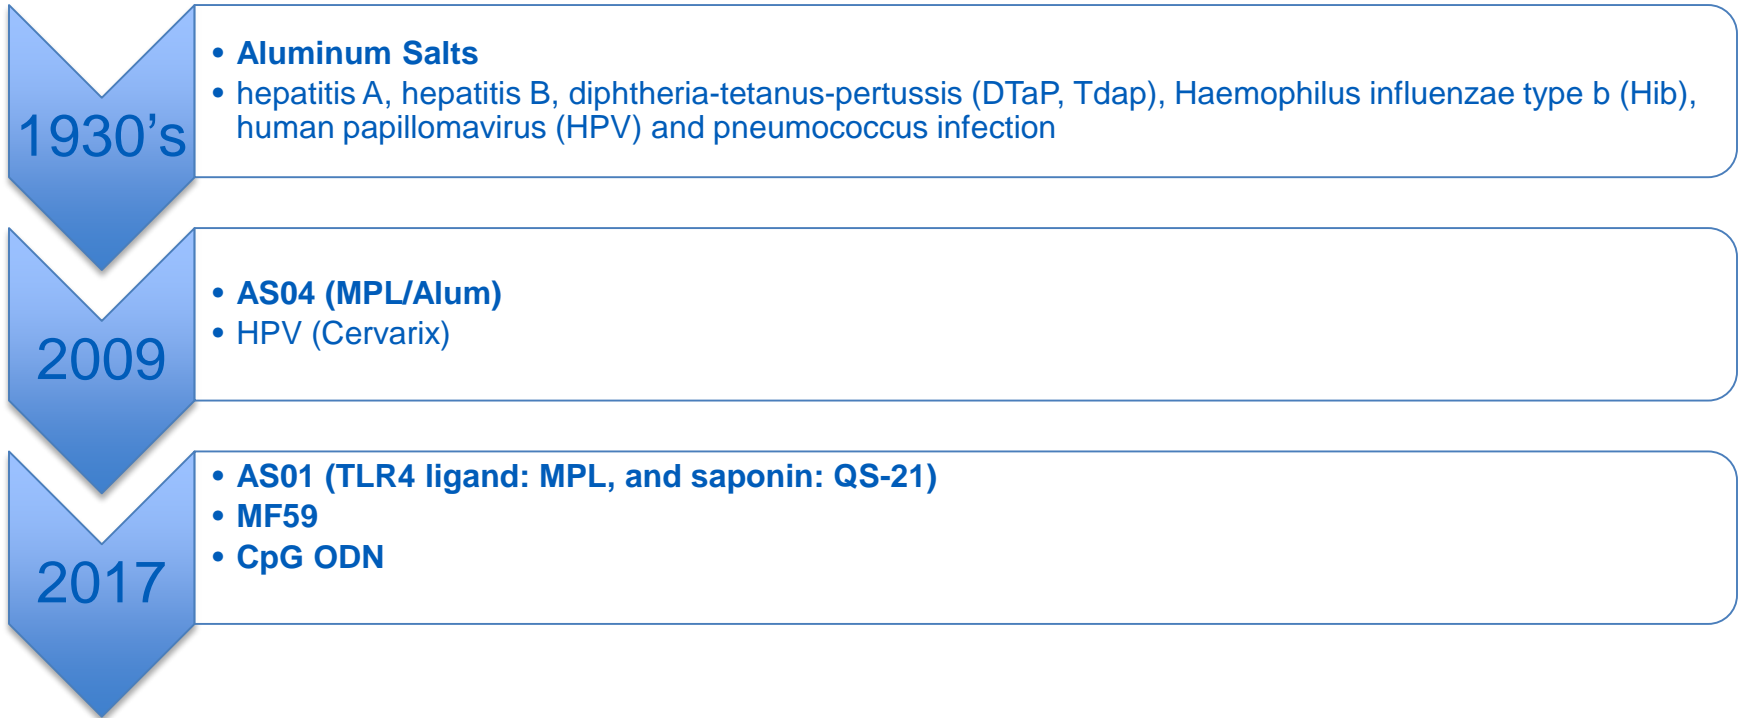 1930's
• Aluminum Salts
• hepatitis A, hepatitis B, diphtheria-tetanus-pertussis (DTaP, Tdap), Haemophilus influenzae type b (Hib),
human papillomavirus (HPV) and pneumococcus infection
2009
• AS04 (MPL/Alum)
• HPV (Cervarix)
2017
• AS01 (TLR4 ligand: MPL, and saponin: QS-21)
• MF59
• CpG ODN